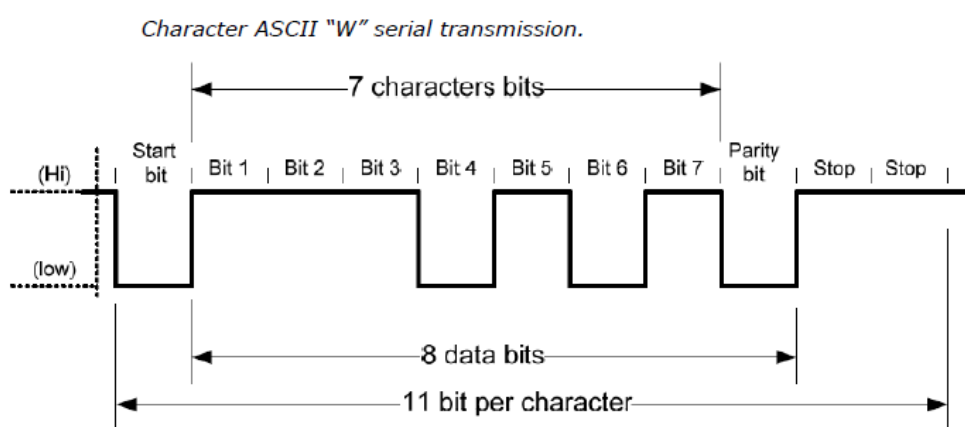 Character ASCII “W” serial transmission.
7 characters bits
Start bit
Bit 1
Bit 2
Bit 3
Bit 4
Bit 5
Bit 6
Bit 7
Parity bit
Stop
Stop
(Hi)
(low)
8 data bits
11 bit per character